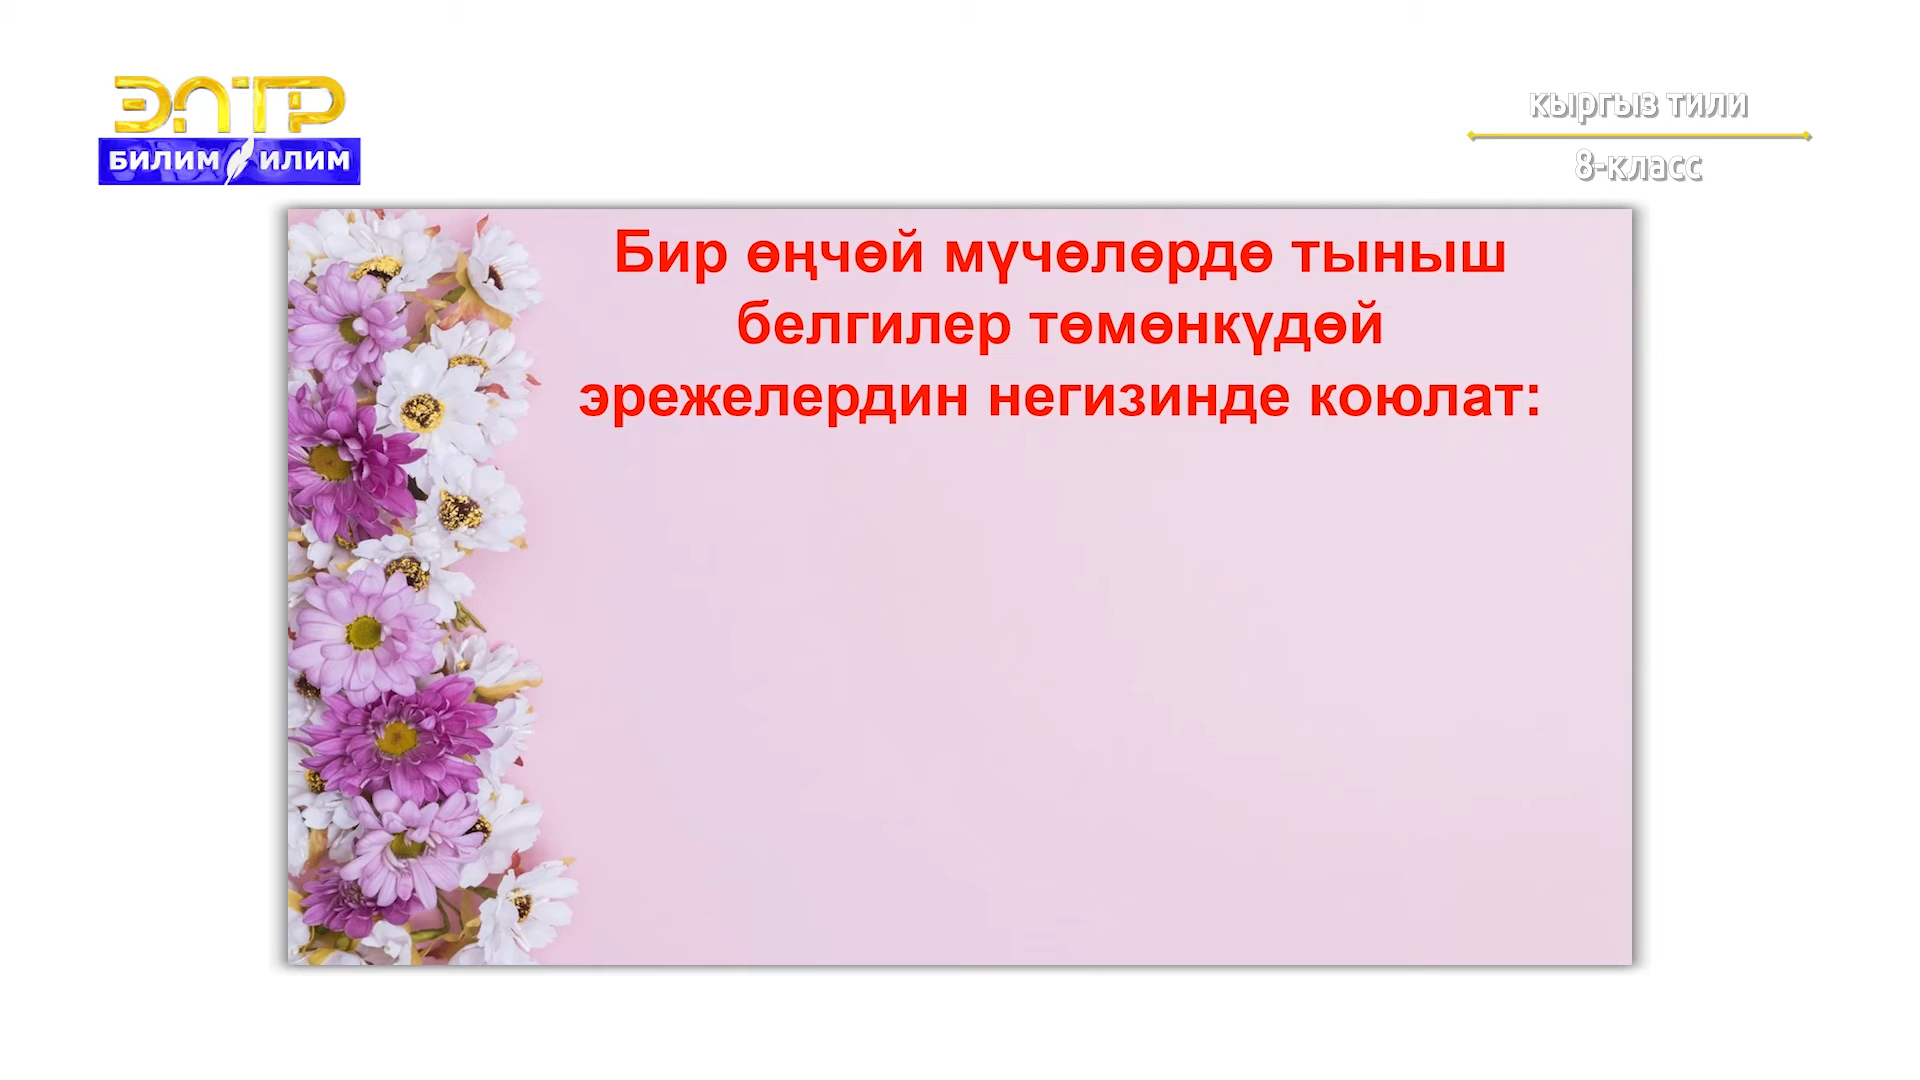 ЭЛТР
БИЛИМ ИЛИМ
кыргыз тили
8-класс
Бир өңчөй мүчөлөрдө тыныш
белгилер төмөнкүдөй
эрежелердин негизинде коюлат: